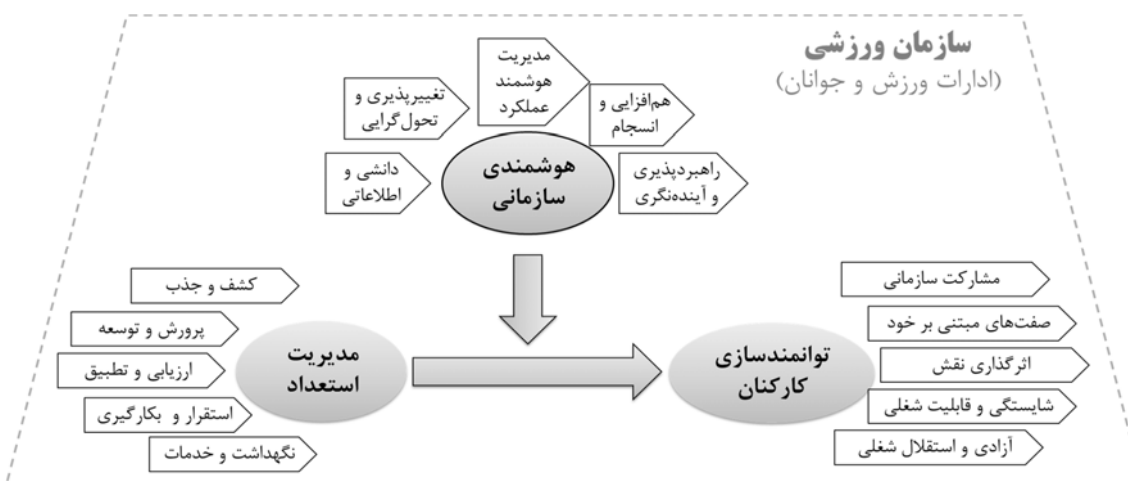 سازمان ورزشی
(ادارات ورزش و جوانان)
مدیریت
هوشمند
عملکرد
هم‌افزایی و
انسجام
تغییرپذیری و
تحول‌گرایی
راهبردپذیری
و آینده‌نگری
هوشمندی
سازمانی
دانشی و
اطلاعاتی
مشارکت سازمانی
صفت‌های مبتنی بر خود
اثرگذاری نقش
شایستگی و قابلیت شغلی
آزادی و استقلال شغلی
توانمندسازی
کارکنان
مدیریت
استعداد
کشف و جذب
پرورش و توسعه
ارزیابی و تطبیق
استقرار و بکارگیری
نگهداشت و خدمات